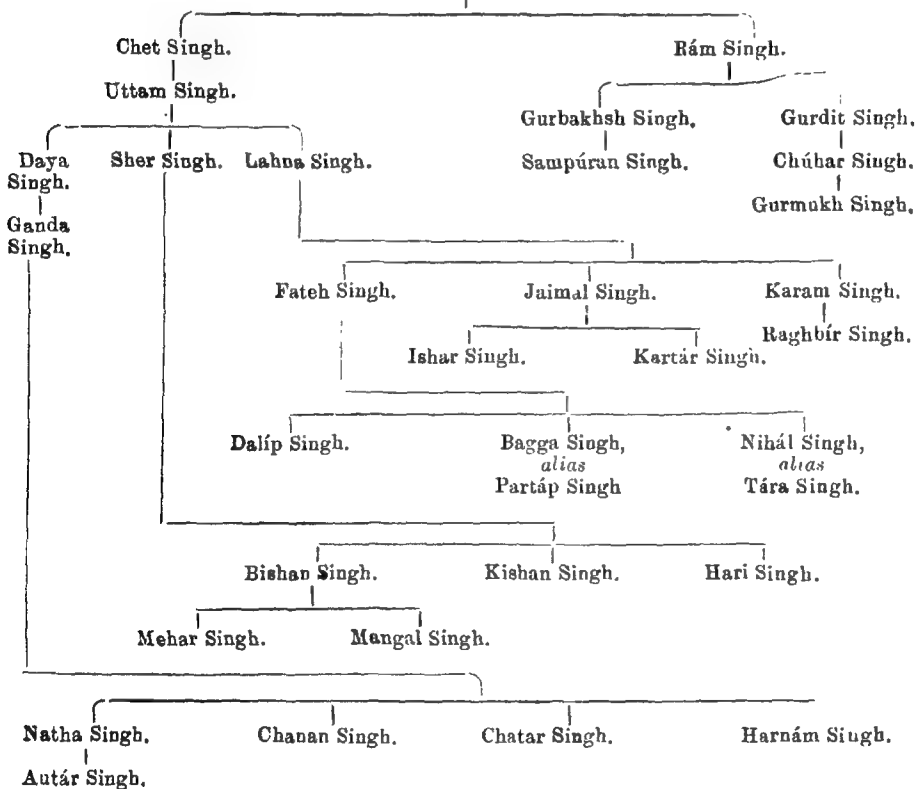 Chet Singh. Rám Singh.
Uttam Singh.
Gurbakhsh Singh, Gurdit Singh,
Daya Singh. Sher Singh. Lahna Singh. Sampúran Singh. Chúhar Singh.
Ganda Singh. Gurmukh Singh.
Fateh Singh. Jaimal Singh. Karam Singh.
Ishar Singh. Kartár Singh. Raghbír Singh.
Dalíp Singh. Bagga Singh, Nihál Singh,
alias alias
Partáp Singh Tára Singh.
Bishan Singh. Kishan Singh. Hari Singh.
Mehar Singh. Mangal Singh.
Natha Singh. Chanan Singh. Chatar Singh. Harnám Singh.
Autár Singh.